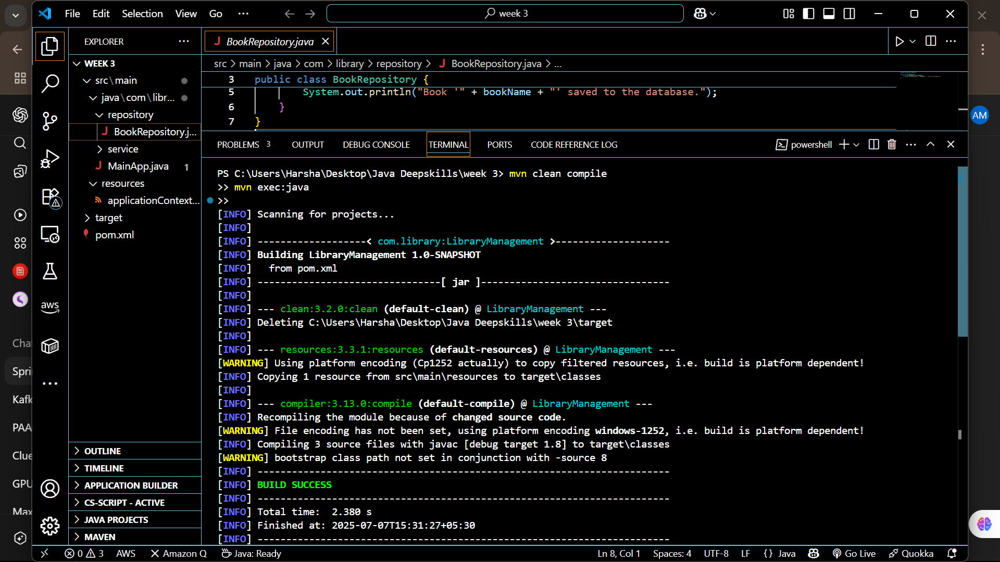 File Edit Selection View Go ···
week 3
EXPLORER ···
WEEK 3
src\main
java\com\libr...
repository
BookRepository.j...
service
MainApp.java 1
resources
applicationContext...
target
pom.xml
OUTLINE
TIMELINE
APPLICATION BUILDER
CS-SCRIPT - ACTIVE
JAVA PROJECTS
MAVEN
aws
J BookRepository.java
src > main > java > com > library > repository > J BookRepository.java > ...
3 public class BookRepository {
5 System.out.println("Book '" + bookName + "' saved to the database.");
6 }
7 }
PROBLEMS 3 OUTPUT DEBUG CONSOLE TERMINAL PORTS CODE REFERENCE LOG
powershell
PS C:\Users\Harsha\Desktop\Java Deepskills\week 3> mvn clean compile
>> mvn exec:java
>>
[INFO] Scanning for projects...
[INFO]
[INFO] -------------------< com.library:LibraryManagement >--------------------
[INFO] Building LibraryManagement 1.0-SNAPSHOT
[INFO]   from pom.xml
[INFO] --------------------------------[ jar ]---------------------------------
[INFO]
[INFO] --- clean:3.2.0:clean (default-clean) @ LibraryManagement ---
[INFO] Deleting C:\Users\Harsha\Desktop\Java Deepskills\week 3\target
[INFO]
[INFO] --- resources:3.3.1:resources (default-resources) @ LibraryManagement ---
[WARNING] Using platform encoding (Cp1252 actually) to copy filtered resources, i.e. build is platform dependent!
[INFO] Copying 1 resource from src\main\resources to target\classes
[INFO]
[INFO] --- compiler:3.13.0:compile (default-compile) @ LibraryManagement ---
[INFO] Recompiling the module because of changed source code.
[WARNING] File encoding has not been set, using platform encoding windows-1252, i.e. build is platform dependent!
[INFO] Compiling 3 source files with javac [debug target 1.8] to target\classes
[WARNING] bootstrap class path not set in conjunction with -source 8
[INFO] ------------------------------------------------------------------------
[INFO] BUILD SUCCESS
[INFO] ------------------------------------------------------------------------
[INFO] Total time:  2.380 s
[INFO] Finished at: 2025-07-07T15:31:27+05:30
[INFO] ------------------------------------------------------------------------
0 3 AWS Amazon Q Java: Ready
Ln 8, Col 1 Spaces: 4 UTF-8 LF {} Java Go Live Quokka
Cha
Spri
Kafk
PAA
Clue
GPU
Max
AM